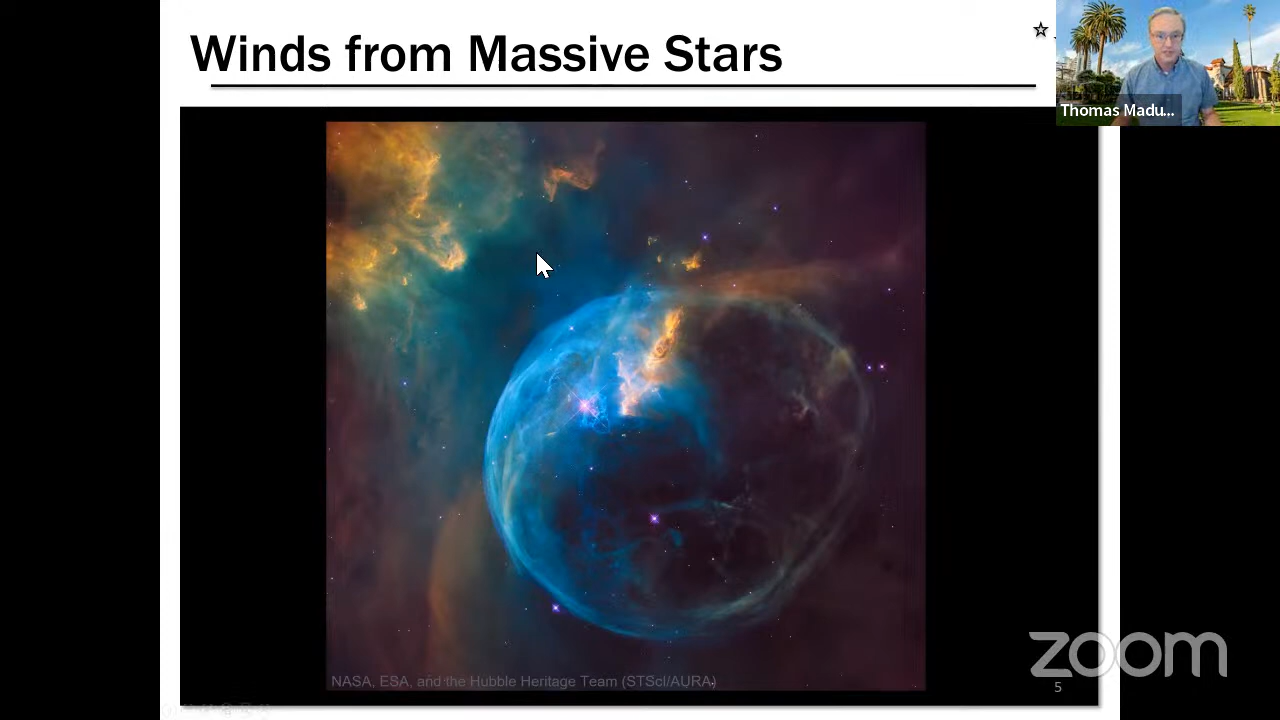 Winds from Massive Stars
Thomas Madu...
NASA, ESA, and the Hubble Heritage Team (STScI/AURA)
zoom
5